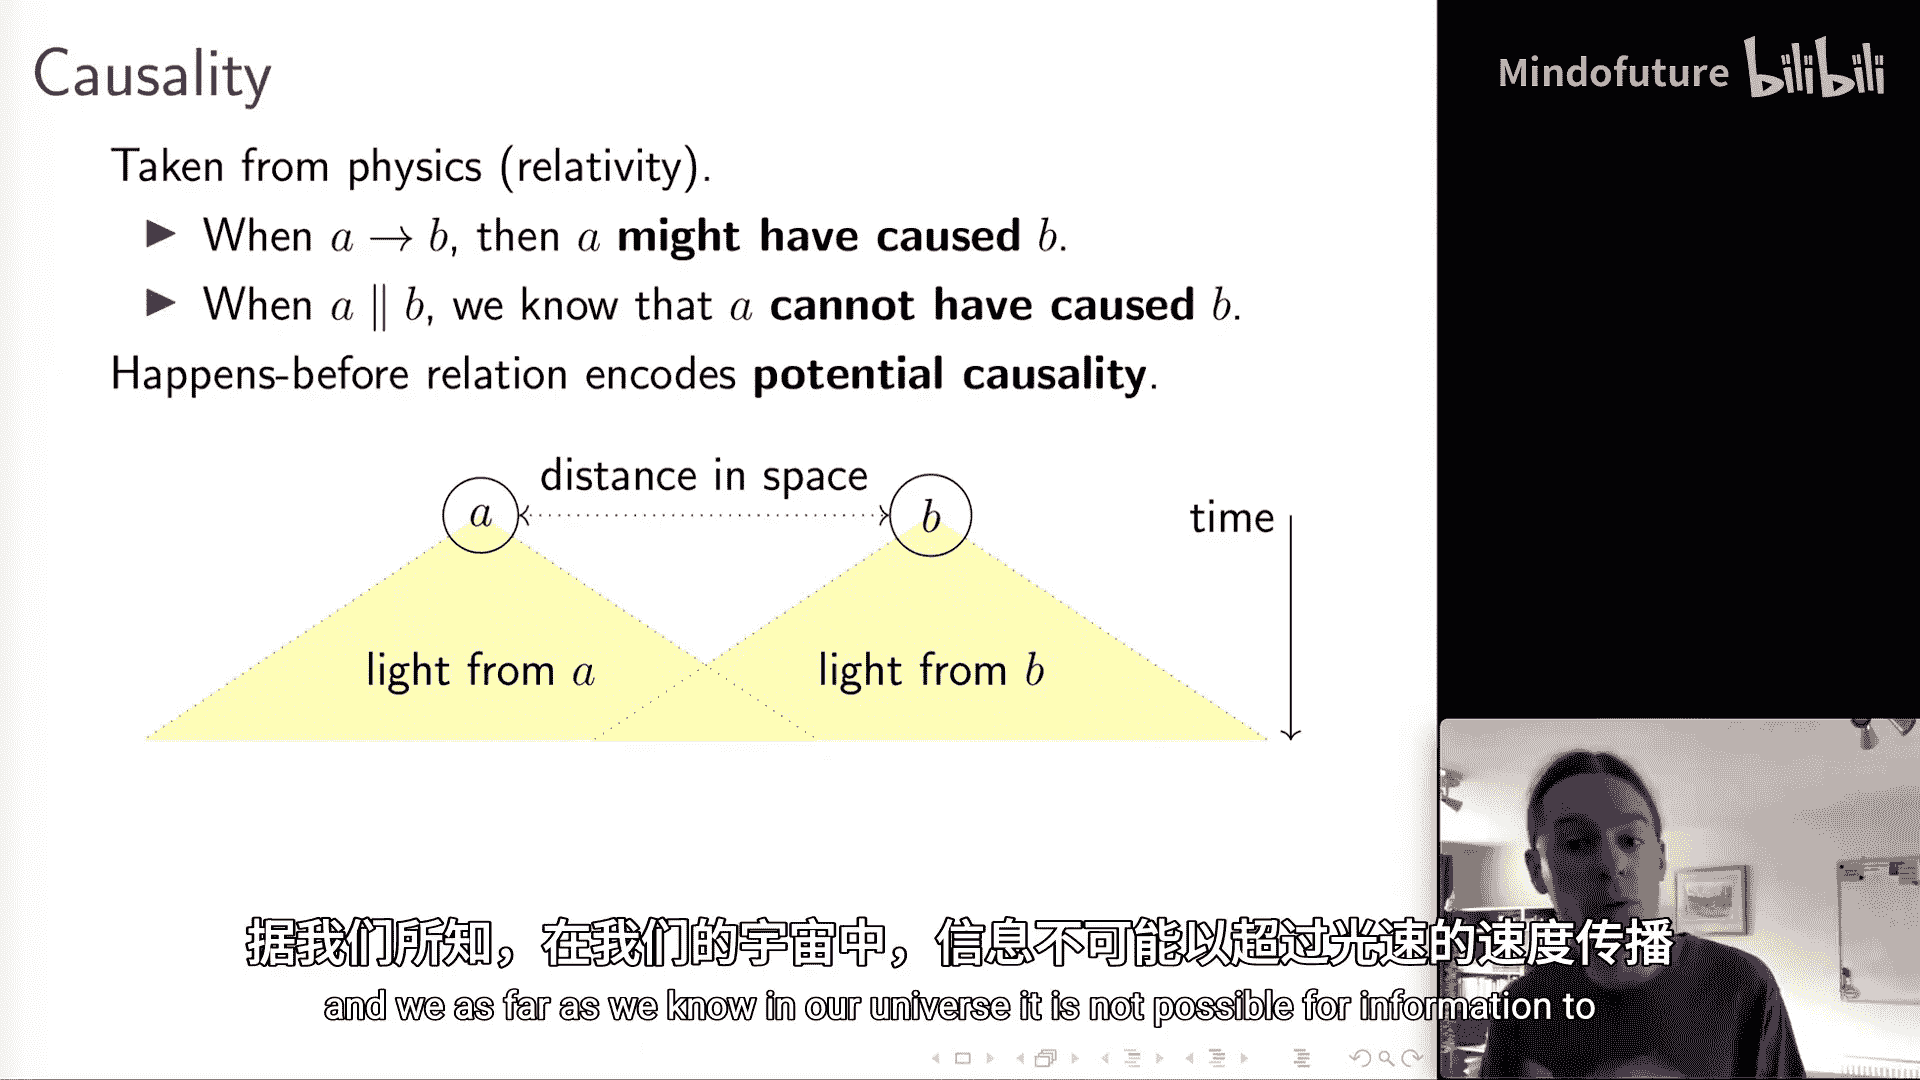 Causality
Mindofuture bilibili
Taken from physics (relativity).
▶ When a → b, then a might have caused b.
▶ When a ∥ b, we know that a cannot have caused b.
Happens-before relation encodes potential causality.
distance in space
a
b
time
light from a
light from b
据我们所知，在我们的宇宙中，信息不可能以超过光速的速度传播
and we as far as we know in our universe it is not possible for information to